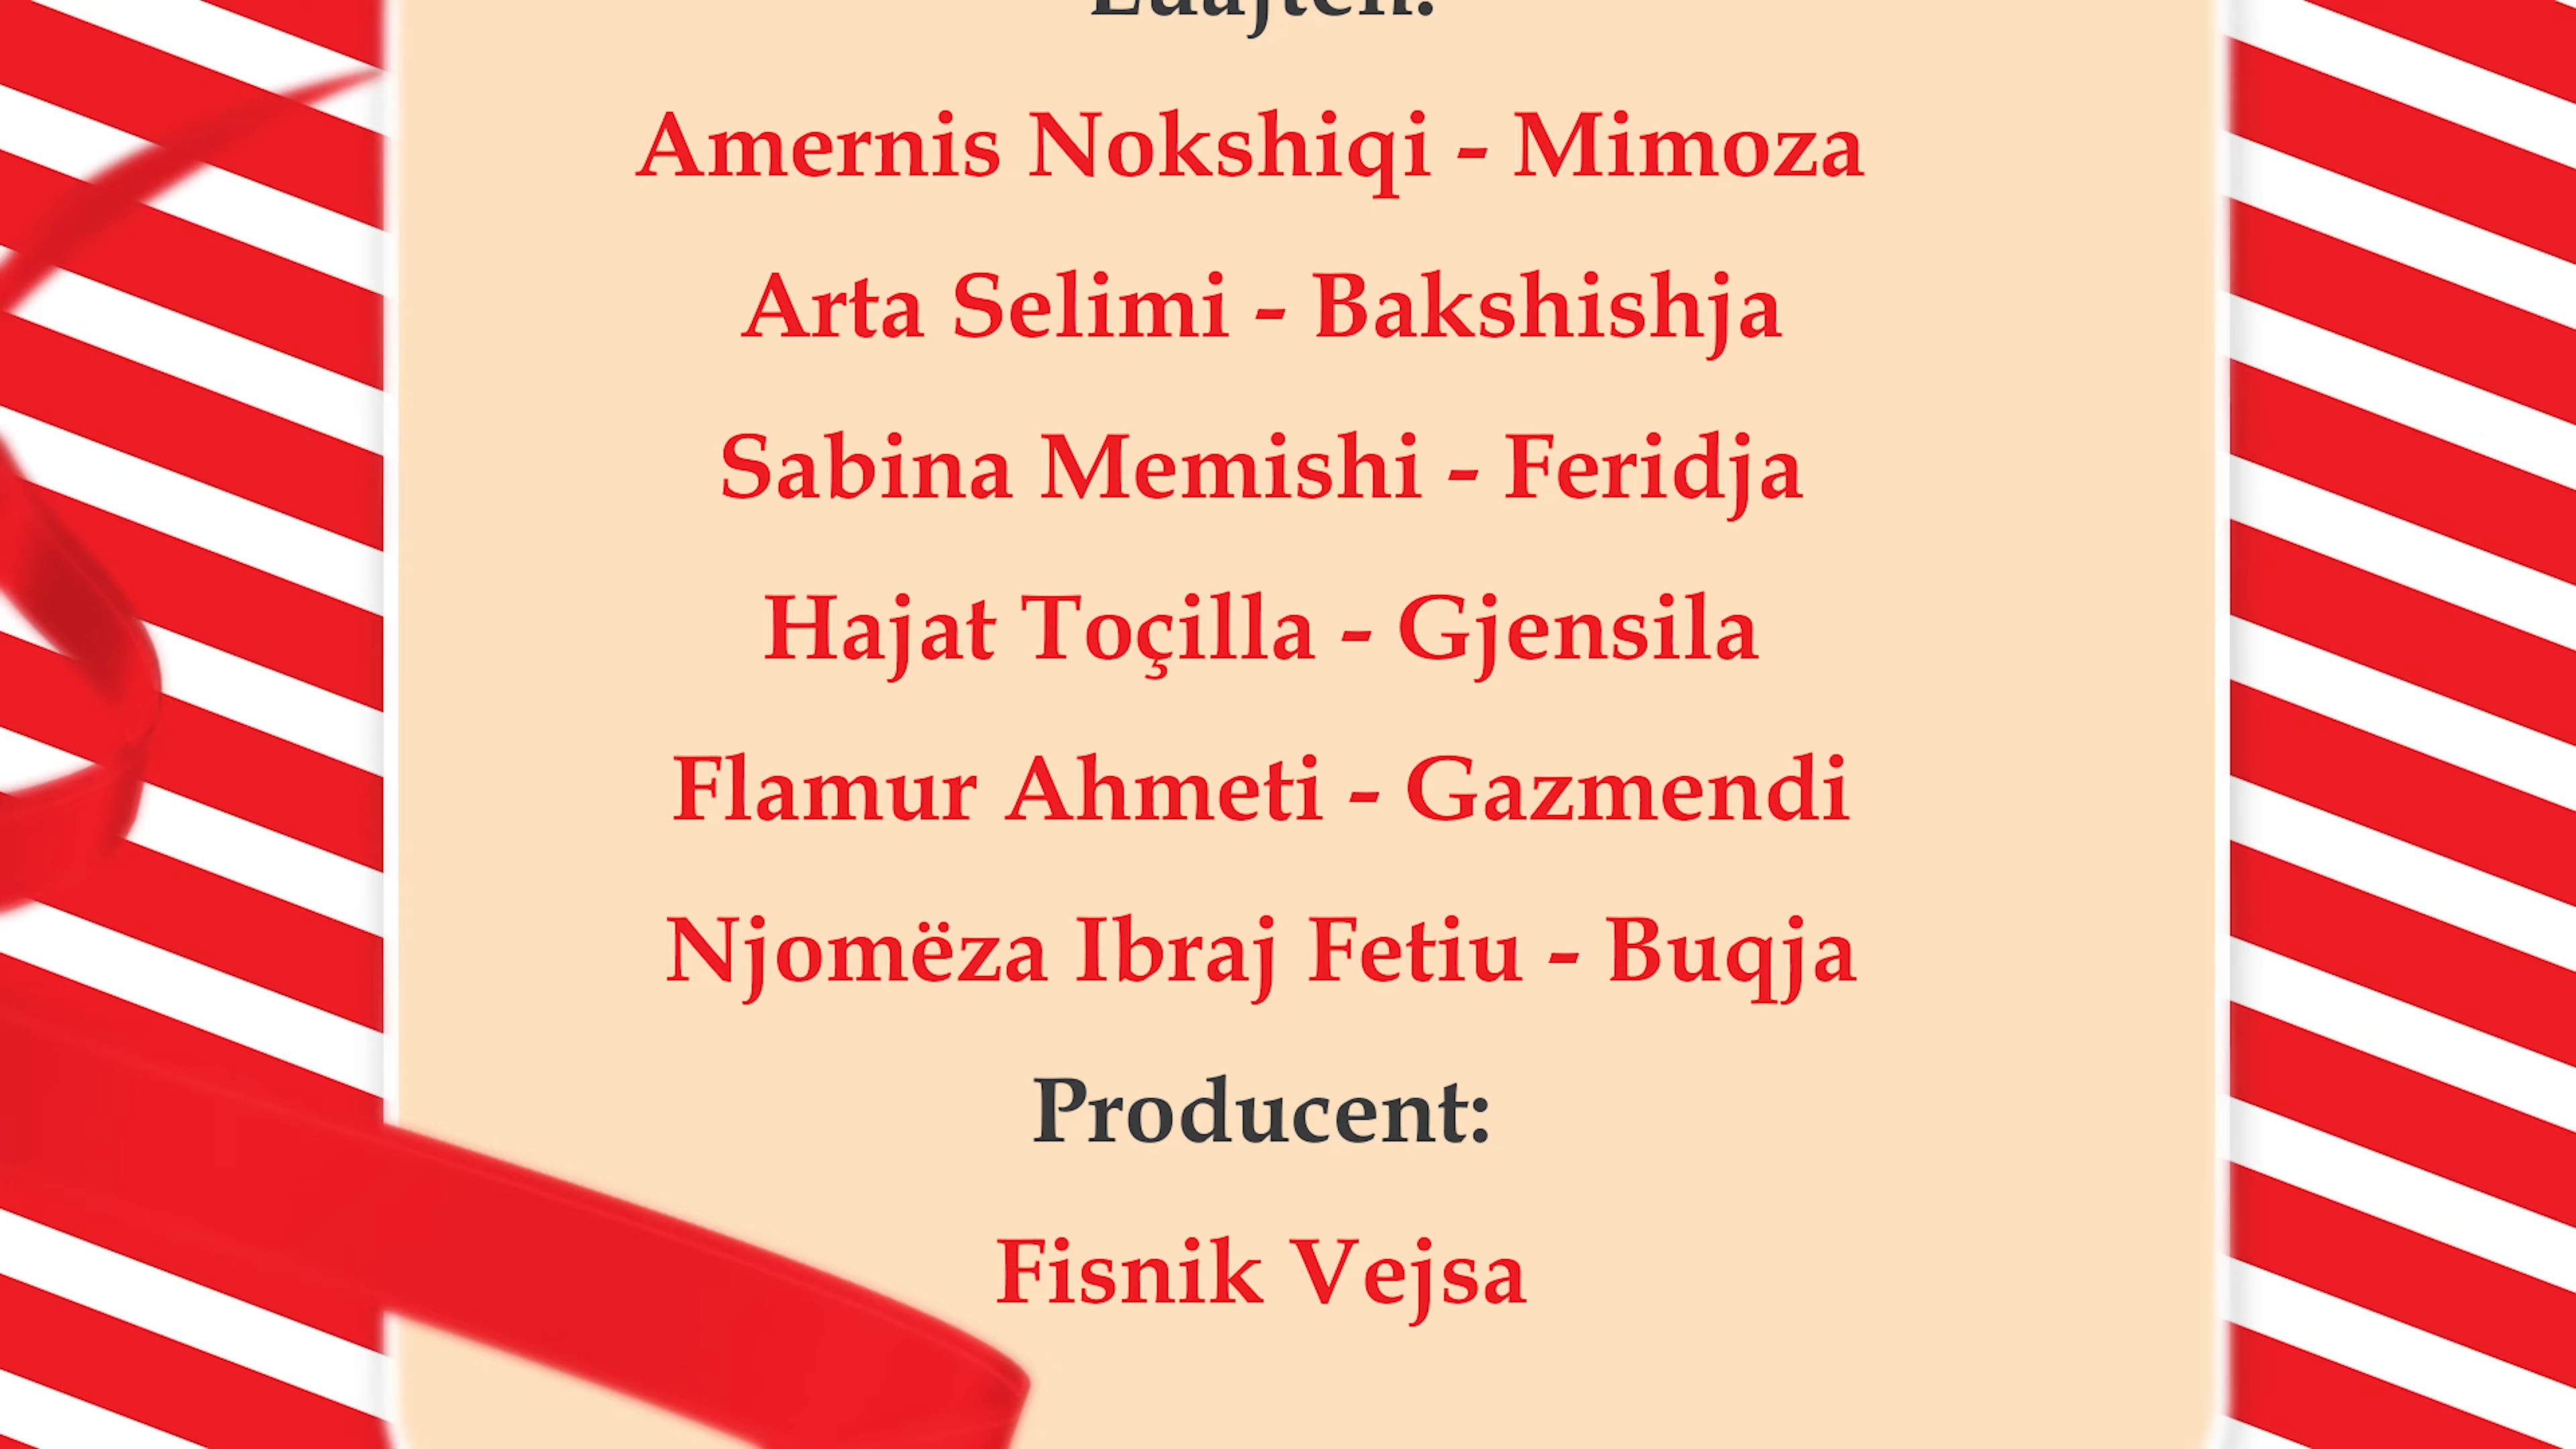 Luajtën:
Amernis Nokshiqi - Mimoza
Arta Selimi - Bakshishja
Sabina Memishi - Feridja
Hajat Toçilla - Gjensila
Flamur Ahmeti - Gazmendi
Njomëza Ibraj Fetiu - Buqja
Producent:
Fisnik Vejsa